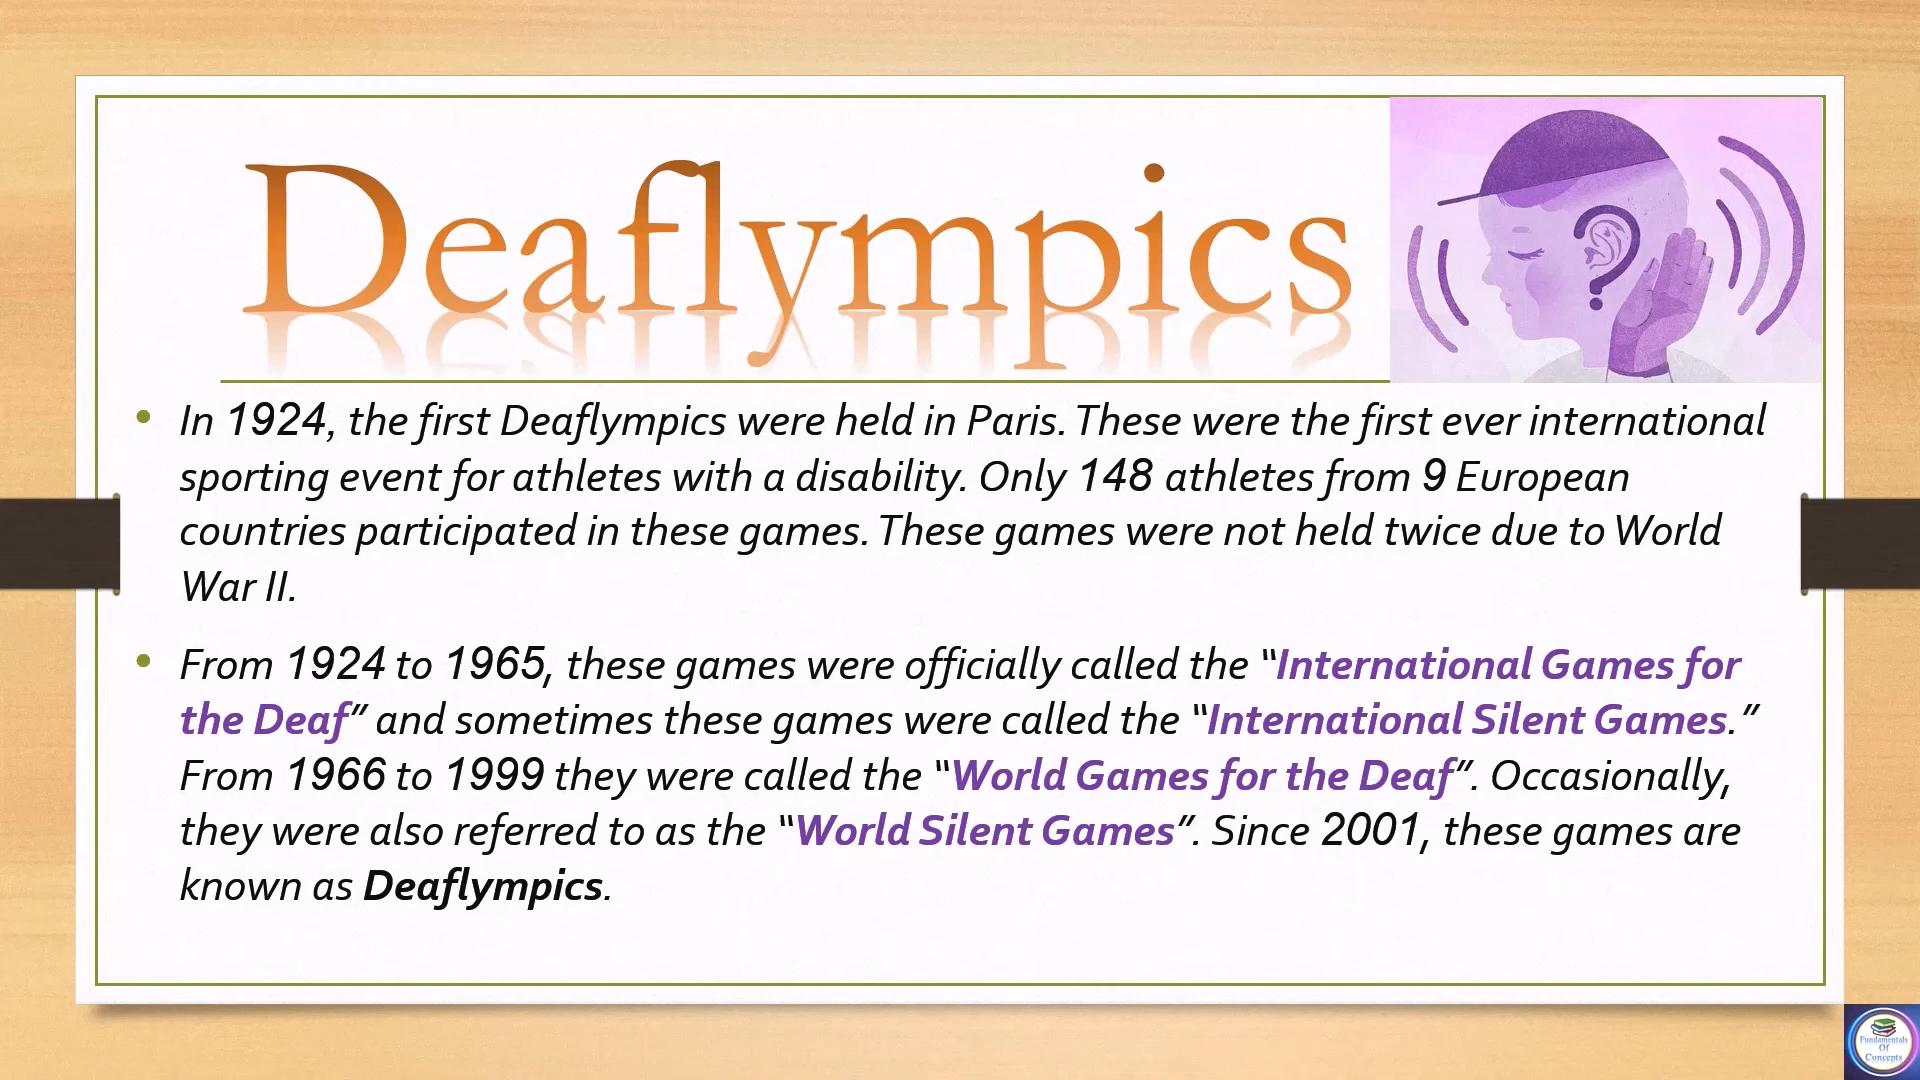 Deaflympics
In 1924, the first Deaflympics were held in Paris. These were the first ever international
sporting event for athletes with a disability. Only 148 athletes from 9 European
countries participated in these games. These games were not held twice due to World
War II.
From 1924 to 1965, these games were officially called the “International Games for
the Deaf” and sometimes these games were called the “International Silent Games.”
From 1966 to 1999 they were called the “World Games for the Deaf”. Occasionally,
they were also referred to as the “World Silent Games”. Since 2001, these games are
known as Deaflympics.
Fundamentals
Of
Concepts